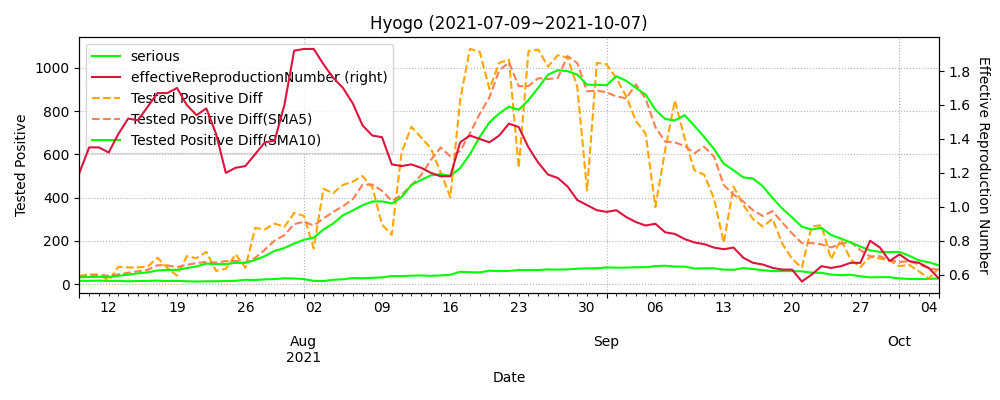 Hyogo (2021-07-09~2021-10-07)
serious
effectiveReproductionNumber (right)
Tested Positive Diff
Tested Positive Diff(SMA5)
Tested Positive Diff(SMA10)
Tested Positive
1000
800
600
400
200
0
1.8
1.6
1.4
1.2
1.0
0.8
0.6
Effective Reproduction Number
12 19 26 02 09 16 23 30 06 13 20 27 04
Aug Sep Oct
2021
Date